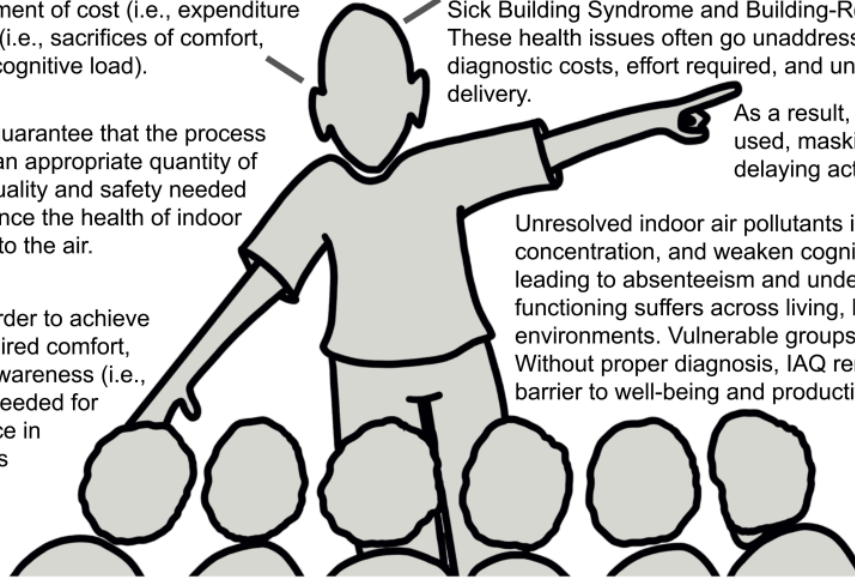 ment of cost (i.e., expenditure
(i.e., sacrifices of comfort,
cognitive load).
uarantee that the process
an appropriate quantity of
uality and safety needed
nce the health of indoor
to the air.
rder to achieve
ired comfort,
wareness (i.e.,
eeded for
ce in
s
Sick Building Syndrome and Building-R
These health issues often go unaddress
diagnostic costs, effort required, and un
delivery.
As a result,
used, maski
delaying act
Unresolved indoor air pollutants i
concentration, and weaken cogni
leading to absenteeism and unde
functioning suffers across living, l
environments. Vulnerable groups
Without proper diagnosis, IAQ re
barrier to well-being and producti